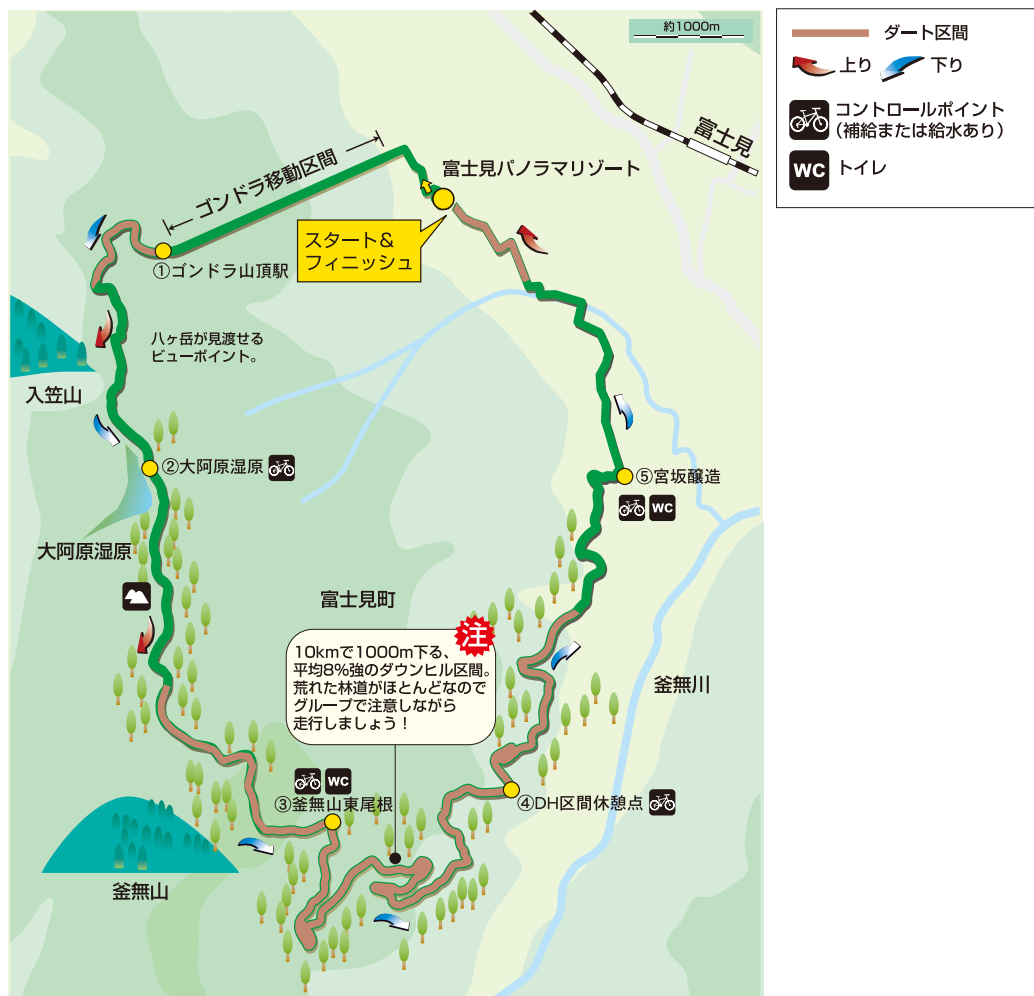 約1000m
ダート区間
上り
下り
コントロールポイント
（補給または給水あり）
WC
トイレ
富士見
富士見パノラマリゾート
ゴンドラ移動区間
スタート&
フィニッシュ
①ゴンドラ山頂駅
八ヶ岳が見渡せる
ビューポイント。
入笠山
②大阿原湿原
大阿原湿原
⑤宮坂醸造
WC
富士見町
注
10kmで1000m下る、
平均8%強のダウンヒル区間。
荒れた林道がほとんどなので
グループで注意しながら
走行しましょう！
釜無川
WC
③釜無山東尾根
④DH区間休憩点
釜無山